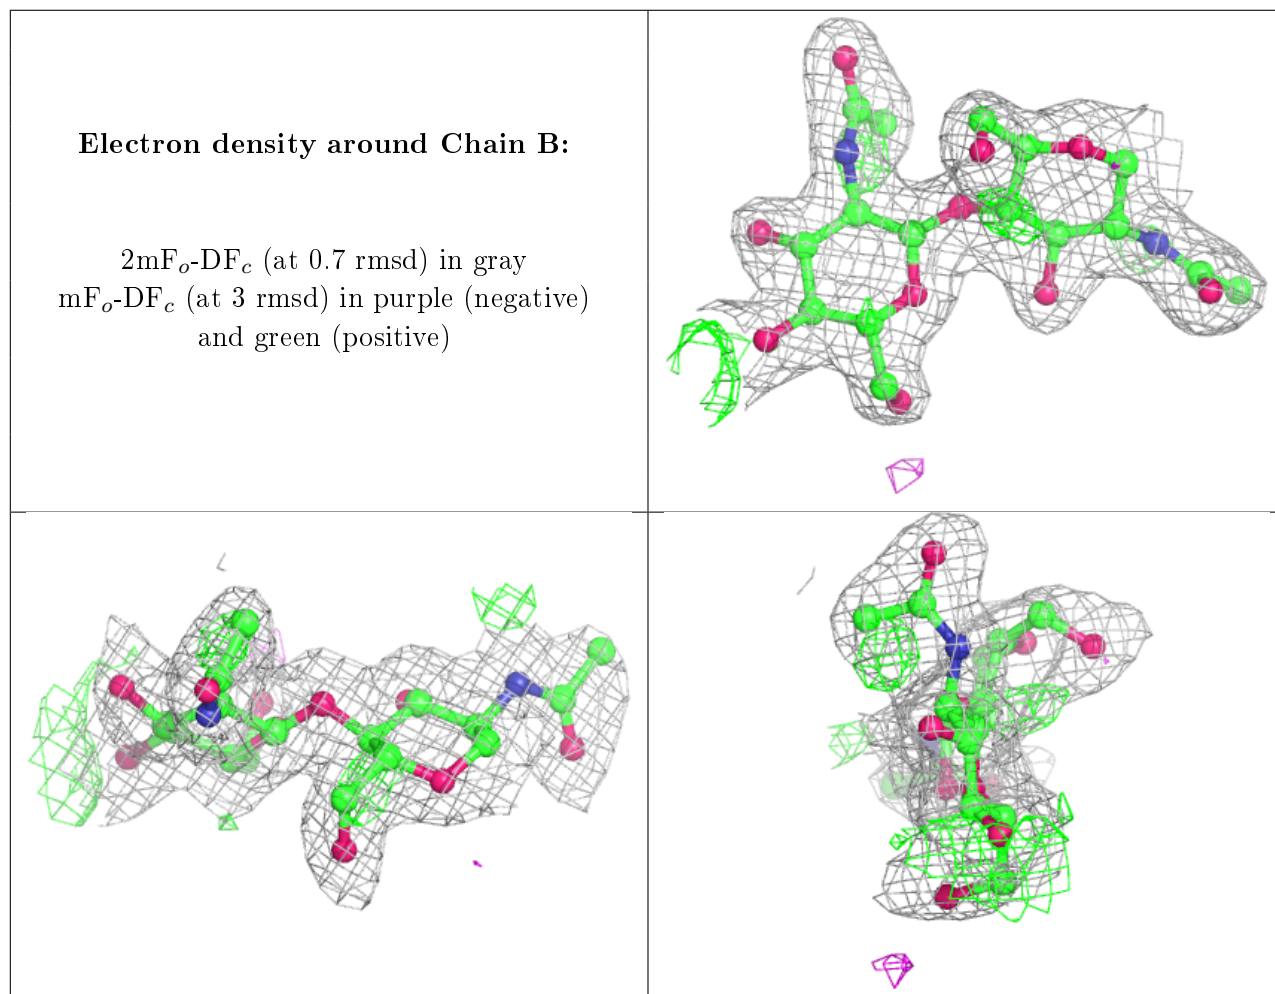 Electron density around Chain B:
2mFₒ-DF𝒸 (at 0.7 rmsd) in gray
mFₒ-DF𝒸 (at 3 rmsd) in purple (negative)
and green (positive)